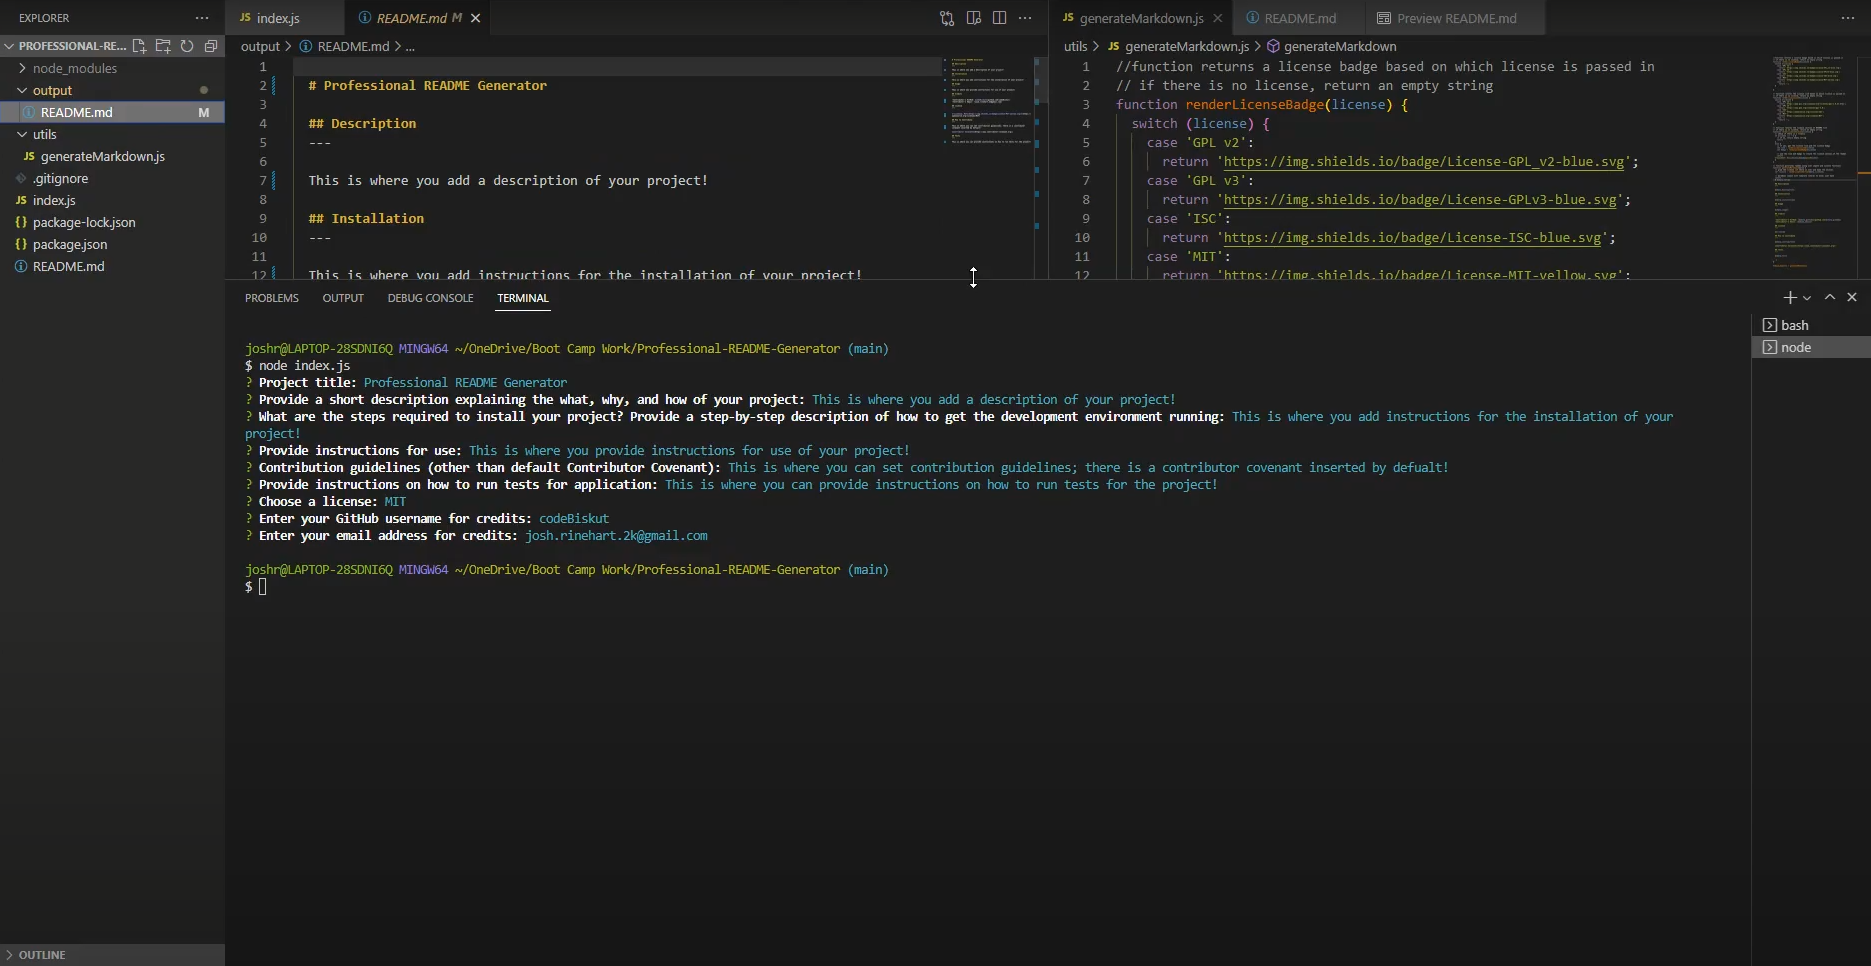 EXPLORER
PROFESSIONAL-RE...
node_modules
output
README.md M
utils
JS generateMarkdown.js
.gitignore
JS index.js
{} package-lock.json
{} package.json
README.md
OUTLINE
JS index.js
README.md M
output > README.md > ...
1
2 # Professional README Generator
3
4 ## Description
5 ---
6
7 This is where you add a description of your project!
8
9 ## Installation
10 ---
11
12 This is where you add instructions for the installation of your project!
JS generateMarkdown.js
README.md
Preview README.md
utils > JS generateMarkdown.js > generateMarkdown
1 //function returns a license badge based on which license is passed in
2 // if there is no license, return an empty string
3 function renderLicenseBadge(license) {
4 switch (license) {
5 case 'GPL v2':
6 return 'https://img.shields.io/badge/License-GPL_v2-blue.svg';
7 case 'GPL v3':
8 return 'https://img.shields.io/badge/License-GPLv3-blue.svg';
9 case 'ISC':
10 return 'https://img.shields.io/badge/License-ISC-blue.svg';
11 case 'MIT':
12 return 'https://img.shields.io/badge/License-MIT-yellow.svg';
PROBLEMS OUTPUT DEBUG CONSOLE TERMINAL
joshr@LAPTOP-28SDNI6Q MINGW64 ~/OneDrive/Boot Camp Work/Professional-README-Generator (main)
$ node index.js
? Project title: Professional README Generator
? Provide a short description explaining the what, why, and how of your project: This is where you add a description of your project!
? What are the steps required to install your project? Provide a step-by-step description of how to get the development environment running: This is where you add instructions for the installation of your
project!
? Provide instructions for use: This is where you provide instructions for use of your project!
? Contribution guidelines (other than default Contributor Covenant): This is where you can set contribution guidelines; there is a contributor covenant inserted by defualt!
? Provide instructions on how to run tests for application: This is where you can provide instructions on how to run tests for the project!
? Choose a license: MIT
? Enter your GitHub username for credits: codeBiskut
? Enter your email address for credits: josh.rinehart.2k@gmail.com
joshr@LAPTOP-28SDNI6Q MINGW64 ~/OneDrive/Boot Camp Work/Professional-README-Generator (main)
$
bash
node